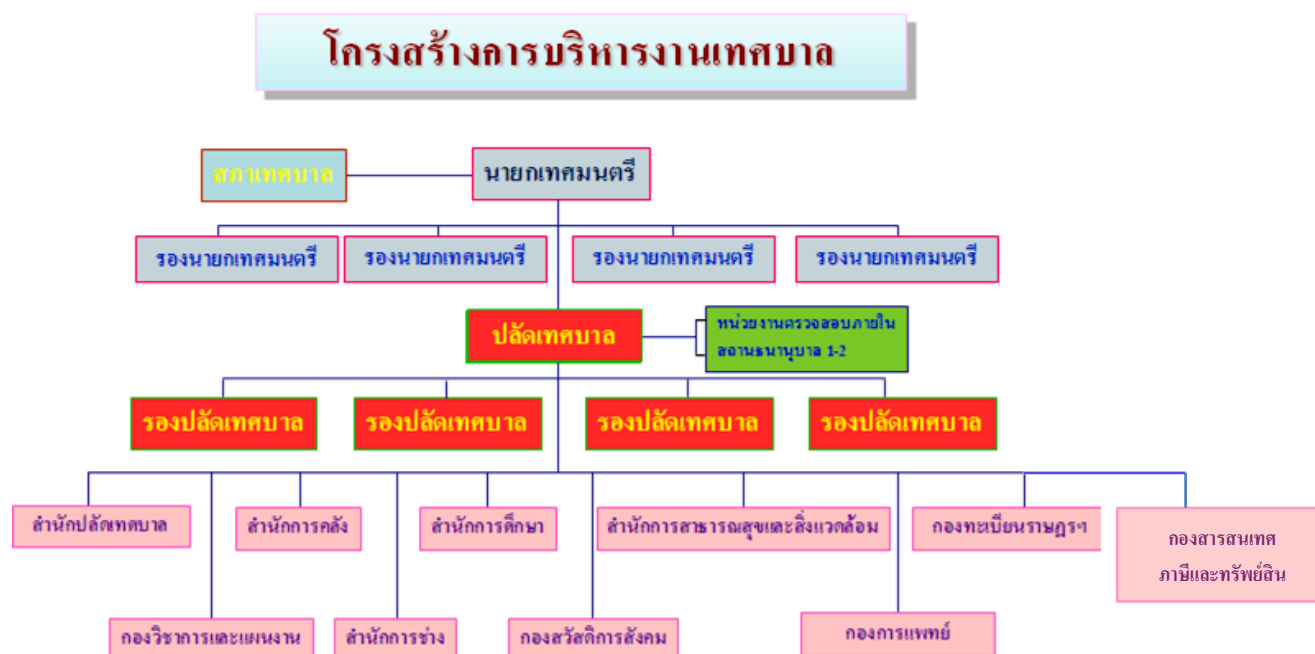 โครงสร้างการบริหารงานเทศบาล
สภาเทศบาล
นายกเทศมนตรี
รองนายกเทศมนตรี
รองนายกเทศมนตรี
รองนายกเทศมนตรี
รองนายกเทศมนตรี
ปลัดเทศบาล
หน่วยงานตรวจสอบภายใน
สถานธนานุบาล 1-2
รองปลัดเทศบาล
รองปลัดเทศบาล
รองปลัดเทศบาล
รองปลัดเทศบาล
สำนักปลัดเทศบาล
สำนักการคลัง
สำนักการศึกษา
สำนักการสาธารณสุขและสิ่งแวดล้อม
กองทะเบียนราษฎรฯ
กองสารสนเทศ
ภาษีและทรัพย์สิน
กองวิชาการและแผนงาน
สำนักการช่าง
กองสวัสดิการสังคม
กองการแพทย์